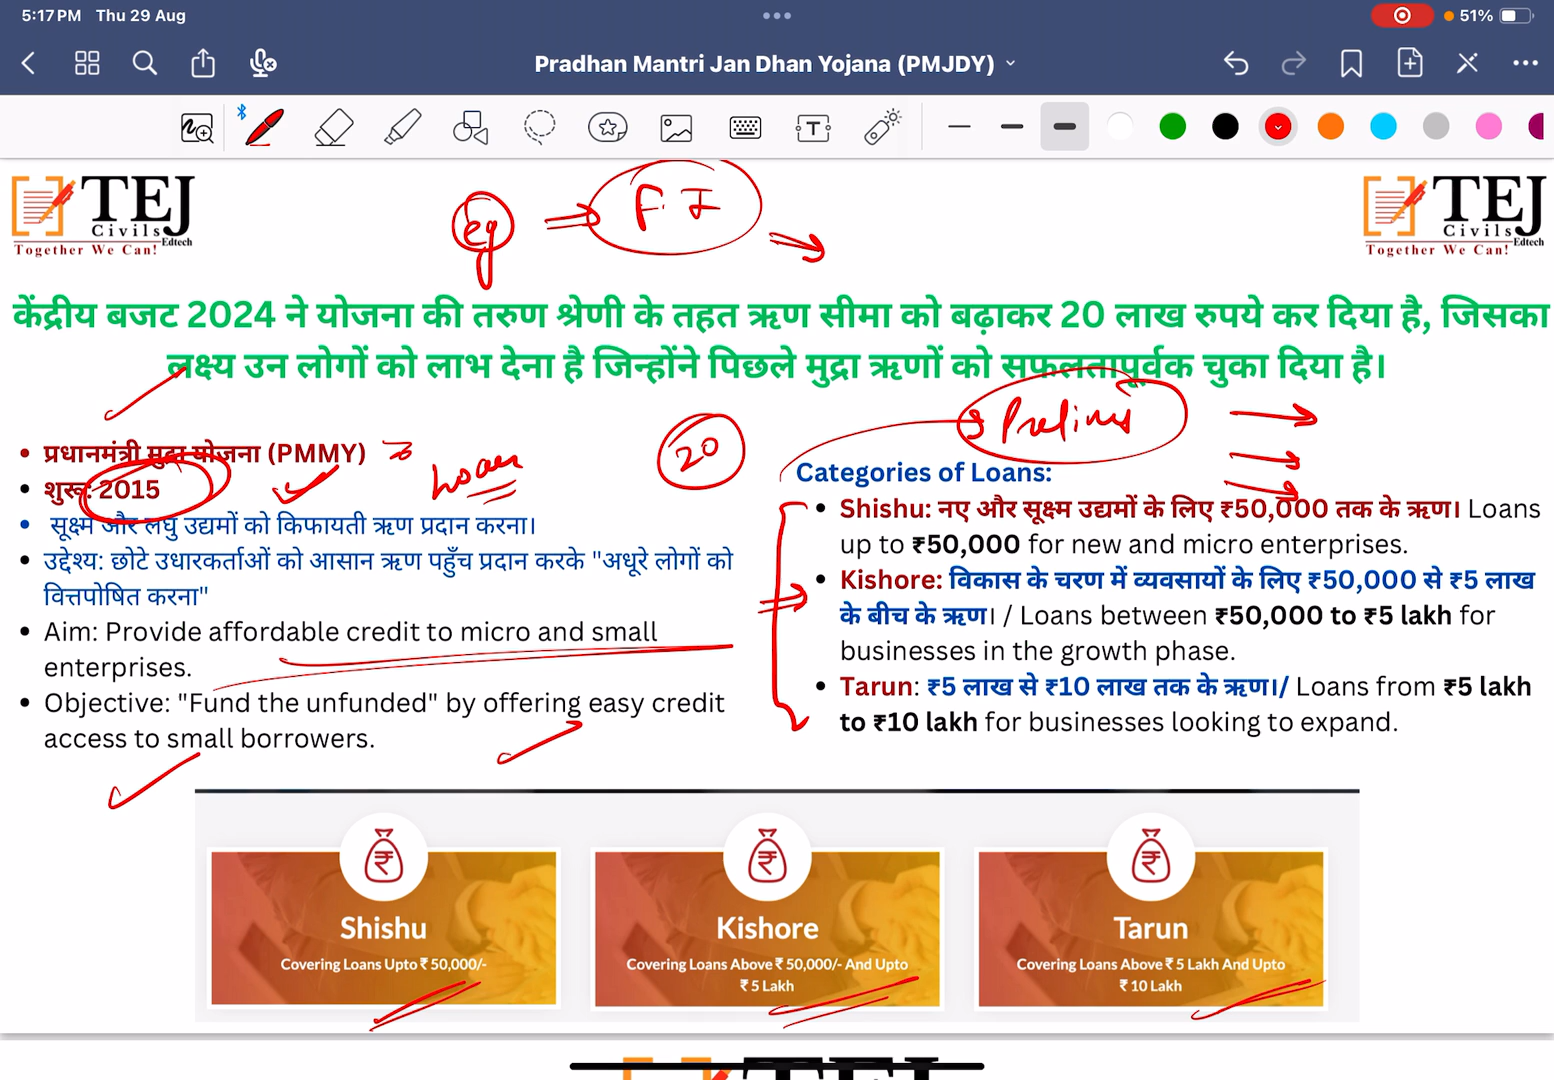 5:17 PM Thu 29 Aug
51%
Pradhan Mantri Jan Dhan Yojana (PMJDY)
TEJ
Civils
Edtech
Together We Can!
eg
F. I
TEJ
Civils
Edtech
Together We Can!
केंद्रीय बजट 2024 ने योजना की तरुण श्रेणी के तहत ऋण सीमा को बढ़ाकर 20 लाख रुपये कर दिया है, जिसका
लक्ष्य उन लोगों को लाभ देना है जिन्होंने पिछले मुद्रा ऋणों को सफलतापूर्वक चुका दिया है।
• प्रधानमंत्री मुद्रा योजना (PMMY)
Loan
• शुरू: 2015
• सूक्ष्म और लघु उद्यमों को किफायती ऋण प्रदान करना।
• उद्देश्य: छोटे उधारकर्ताओं को आसान ऋण पहुँच प्रदान करके "अधूरे लोगों को
वित्तपोषित करना"
• Aim: Provide affordable credit to micro and small
enterprises.
• Objective: "Fund the unfunded" by offering easy credit
access to small borrowers.
20
Prelims
Categories of Loans:
• Shishu: नए और सूक्ष्म उद्यमों के लिए ₹50,000 तक के ऋण। Loans
up to ₹50,000 for new and micro enterprises.
• Kishore: विकास के चरण में व्यवसायों के लिए ₹50,000 से ₹5 लाख
के बीच के ऋण। / Loans between ₹50,000 to ₹5 lakh for
businesses in the growth phase.
• Tarun: ₹5 लाख से ₹10 लाख तक के ऋण।/ Loans from ₹5 lakh
to ₹10 lakh for businesses looking to expand.
Shishu
Covering Loans Upto ₹ 50,000/-
Kishore
Covering Loans Above ₹ 50,000/- And Upto
₹ 5 Lakh
Tarun
Covering Loans Above ₹ 5 Lakh And Upto
₹ 10 Lakh